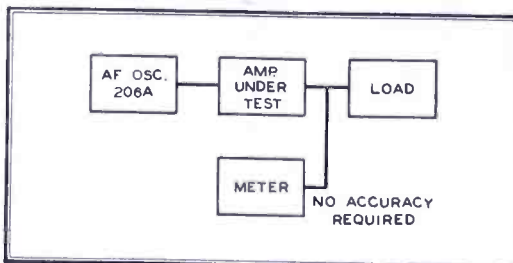 AF OSC.
206A
AMP.
UNDER
TEST
LOAD
METER
NO ACCURACY
REQUIRED